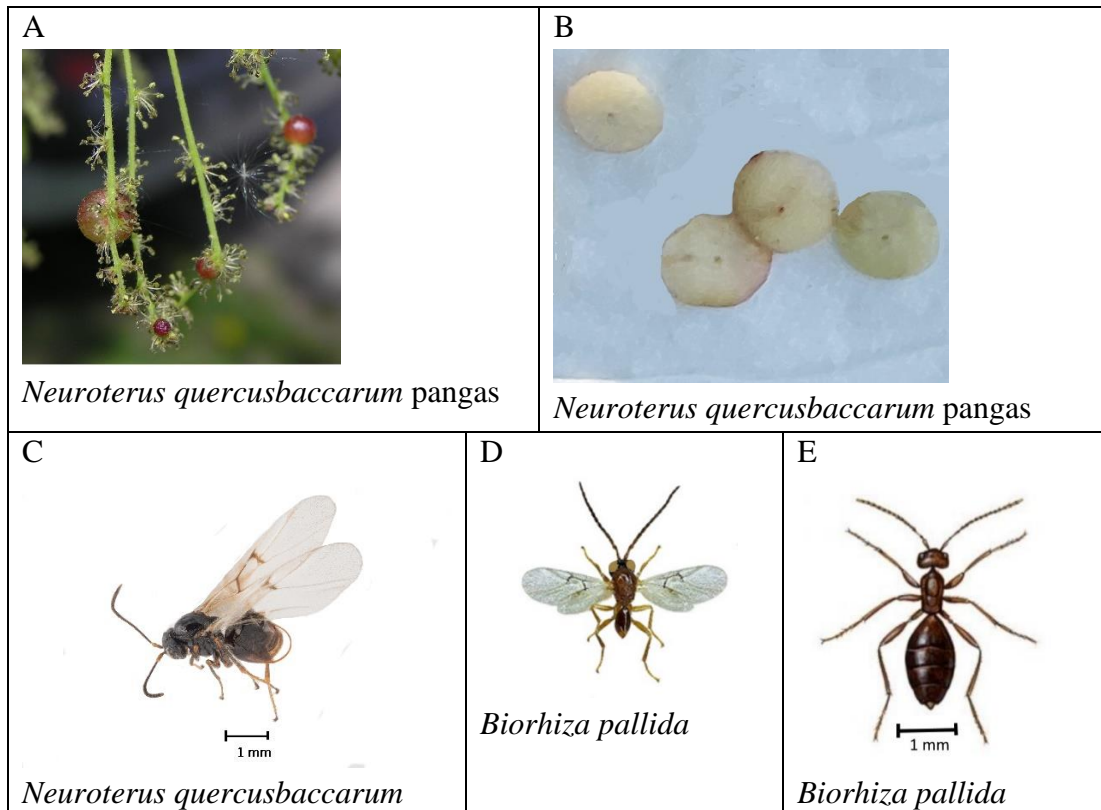 A
Neuroterus quercusbaccarum pangas
B
Neuroterus quercusbaccarum pangas
C
1 mm
Neuroterus quercusbaccarum
D
Biorhiza pallida
E
1 mm
Biorhiza pallida